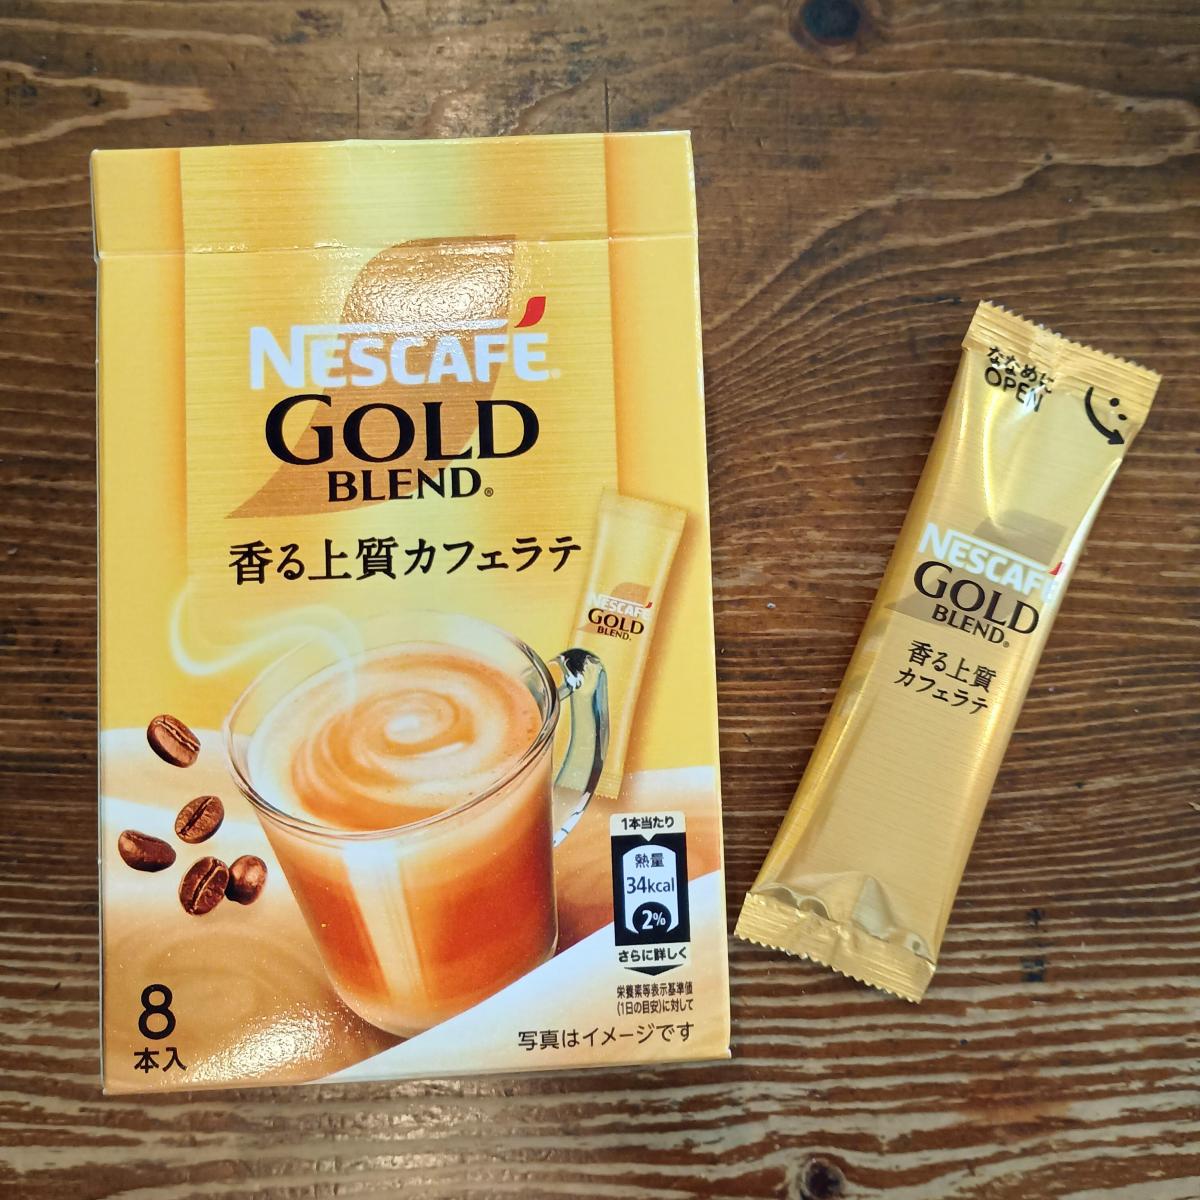 NESCAFÉ®
GOLD
BLEND®
香る上質カフェラテ
NESCAFÉ
GOLD
BLEND.
1本当たり
熱量
34kcal
2%
さらに詳しく
栄養素等表示基準値
(1日の目安)に対して
写真はイメージです
8
本入
ななめに
OPEN
NESCAFÉ
GOLD
BLEND®
香る上質
カフェラテ